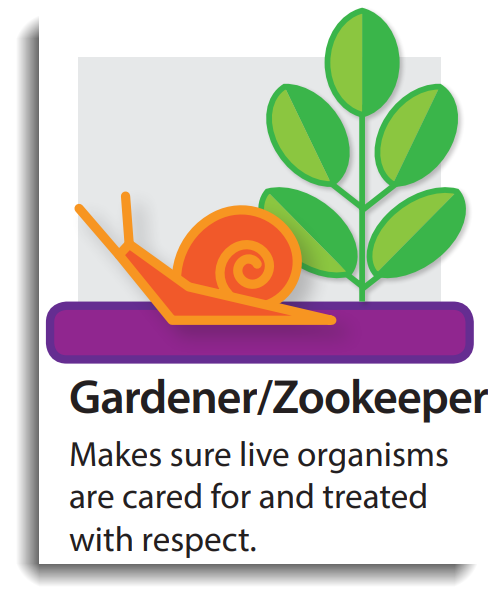 Gardener/Zookeeper
Makes sure live organisms
are cared for and treated
with respect.